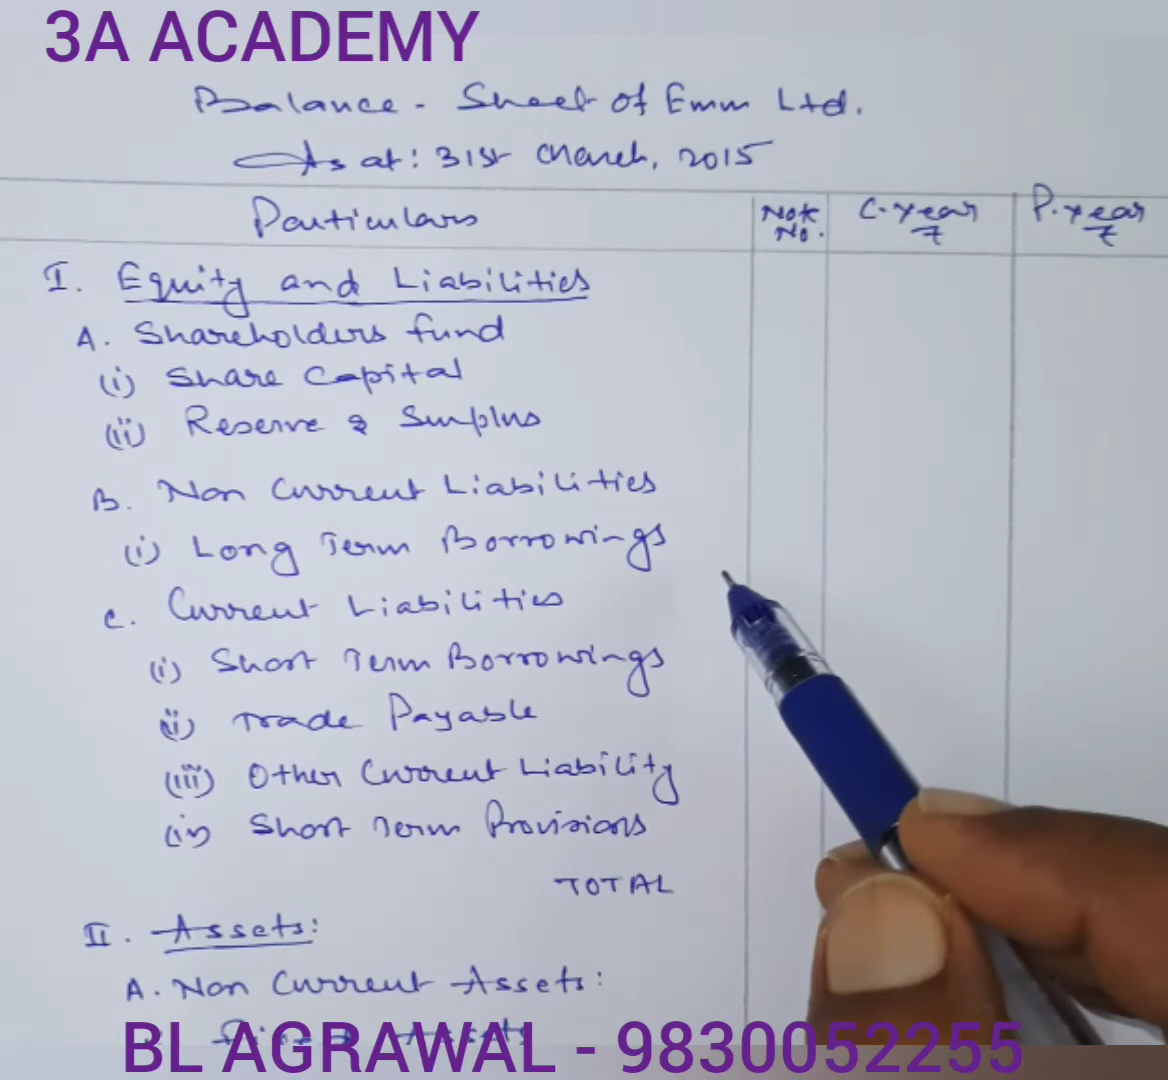 3A ACADEMY
Balance - Sheet of Emm Ltd.
As at: 31st March, 2015
Particulars
Note No.
C. year ₹
P. year ₹
I. Equity and Liabilities
A. Shareholders fund
(i) Share Capital
(ii) Reserve & Surplus
B. Non Current Liabilities
(i) Long Term Borrowings
C. Current Liabilities
(i) Short Term Borrowings
(ii) Trade Payable
(iii) Other Current Liability
(iv) Short Term Provisions
TOTAL
II. Assets:
A. Non Current Assets:
Assets
BL AGRAWAL - 9830052255